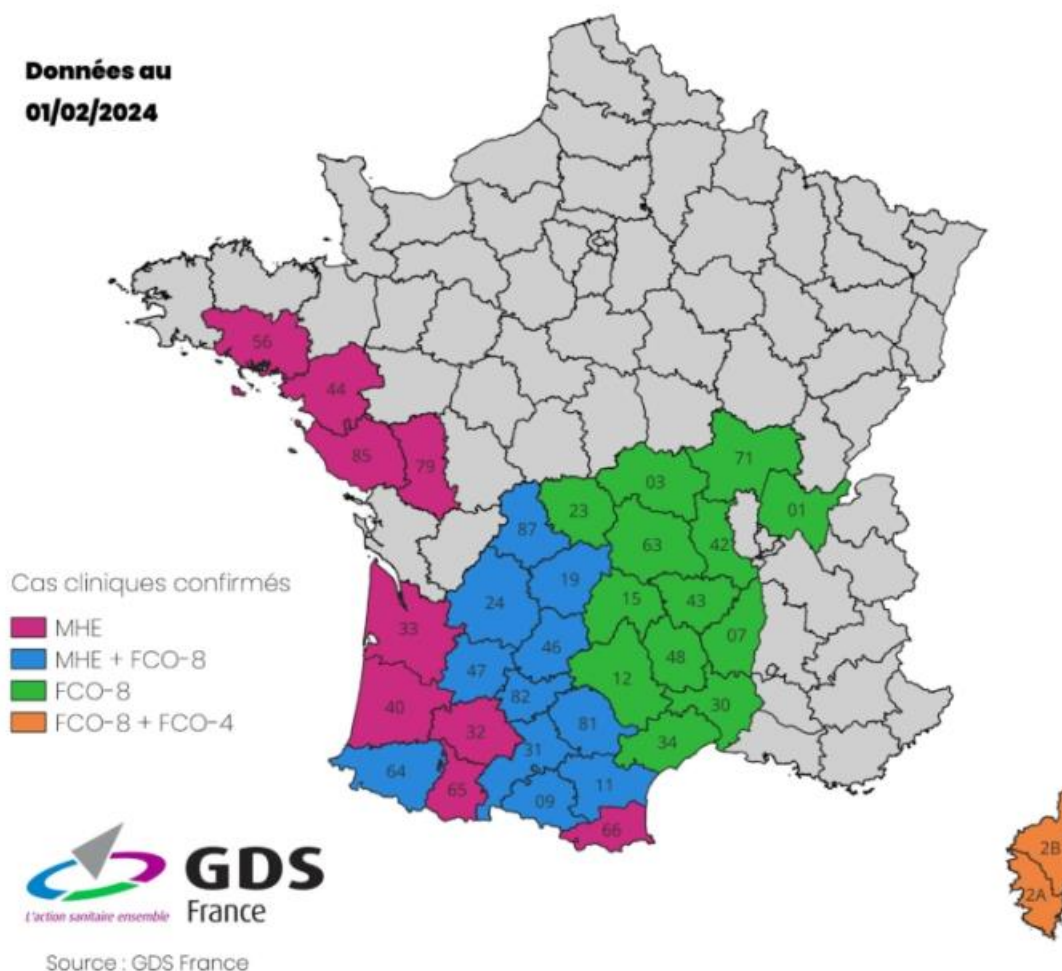 Données au
01/02/2024
56
44
85
79
71
03
01
23
87
63
42
19
24
15
43
33
46
07
48
47
12
82
30
40
32
81
34
31
64
65
11
09
66
Cas cliniques confirmés
MHE
MHE + FCO-8
FCO-8
FCO-8 + FCO-4
2B
2A
GDS
France
L'action sanitaire ensemble
Source : GDS France